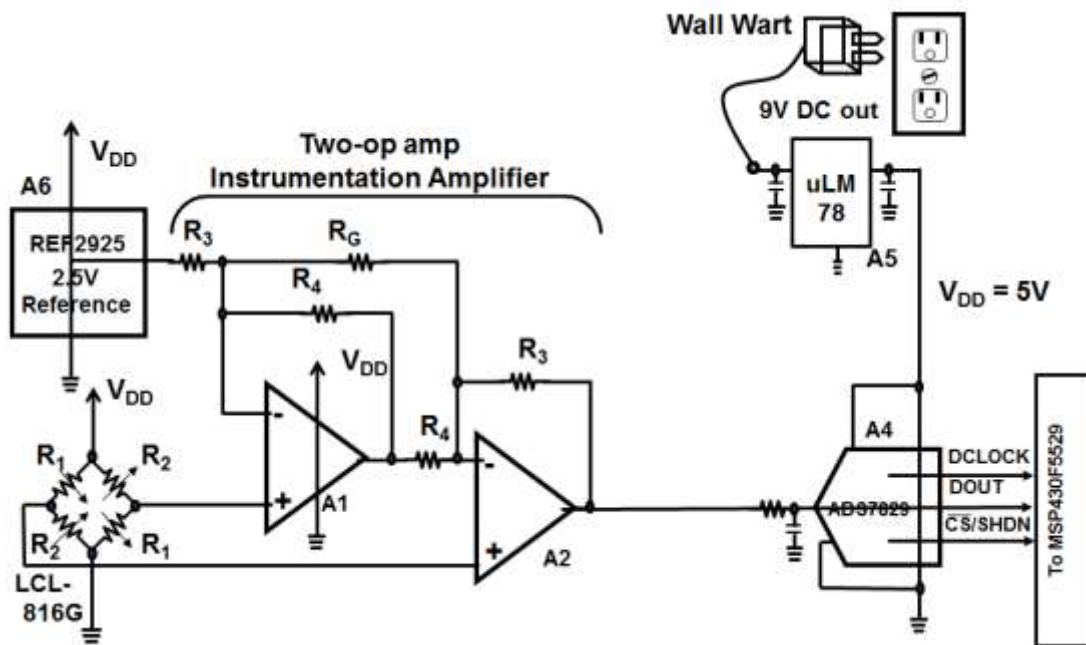 Wall Wart
9V DC out
Two-op amp
Instrumentation Amplifier
VDD
A6
REF2925
2.5V
Reference
R3
RG
R4
uLM
78
A5
VDD = 5V
VDD
R3
VDD
R4
A4
R1
R2
R2
R1
A1
A2
LCL-
816G
DCLOCK
DOUT
CS/SHDN
To MSP430F5529